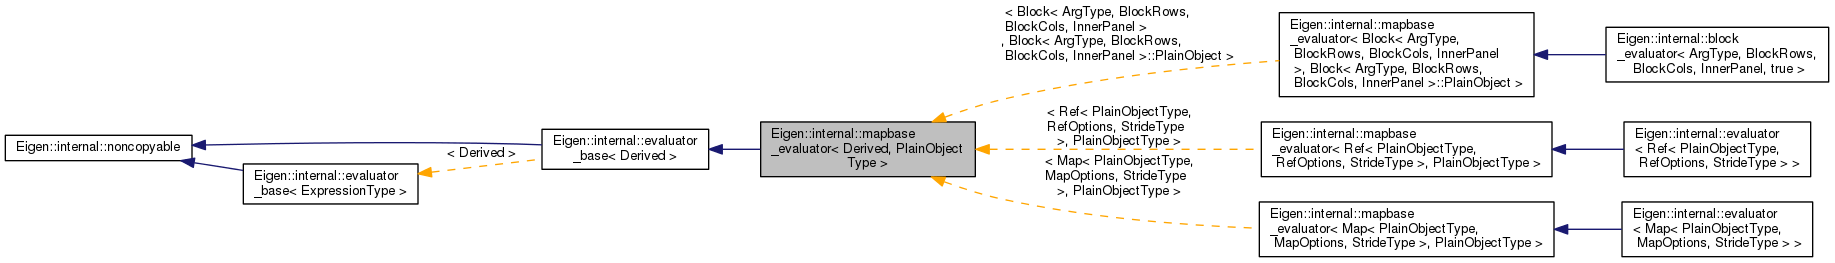 Eigen::internal::noncopyable
Eigen::internal::evaluator
_base< ExpressionType >
< Derived >
Eigen::internal::evaluator
_base< Derived >
Eigen::internal::mapbase
_evaluator< Derived, PlainObject
Type >
< Block< ArgType, BlockRows,
BlockCols, InnerPanel >
, Block< ArgType, BlockRows,
BlockCols, InnerPanel >::PlainObject >
< Ref< PlainObjectType,
RefOptions, StrideType
>, PlainObjectType >
< Map< PlainObjectType,
MapOptions, StrideType
>, PlainObjectType >
Eigen::internal::mapbase
_evaluator< Block< ArgType,
BlockRows, BlockCols, InnerPanel
>, Block< ArgType, BlockRows,
BlockCols, InnerPanel >::PlainObject >
Eigen::internal::block
_evaluator< ArgType, BlockRows,
BlockCols, InnerPanel, true >
Eigen::internal::mapbase
_evaluator< Ref< PlainObjectType,
RefOptions, StrideType >, PlainObjectType >
Eigen::internal::evaluator
< Ref< PlainObjectType,
RefOptions, StrideType > >
Eigen::internal::mapbase
_evaluator< Map< PlainObjectType,
MapOptions, StrideType >, PlainObjectType >
Eigen::internal::evaluator
< Map< PlainObjectType,
MapOptions, StrideType > >